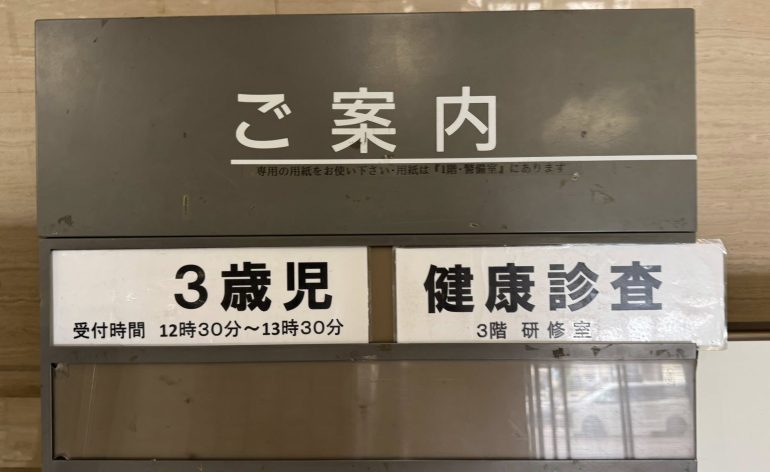 ご案内
専用の用紙をお使い下さい・用紙は『1階・警備室』にあります
3歳児
受付時間 12時30分～13時30分
健康診査
3階 研修室